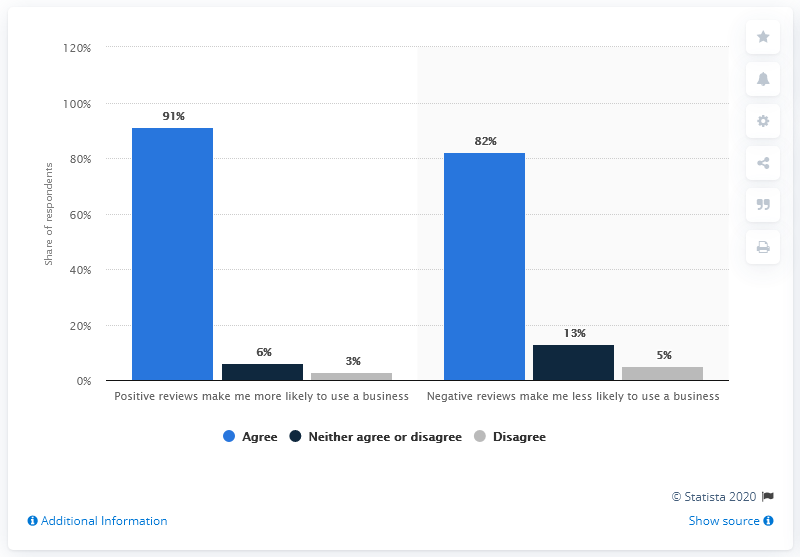 120%
100%
80%
60%
40%
20%
0%
Share of respondents
91%
6%
3%
82%
13%
5%
Positive reviews make me more likely to use a business
Negative reviews make me less likely to use a business
Agree
Neither agree or disagree
Disagree
© Statista 2020
Additional Information
Show source